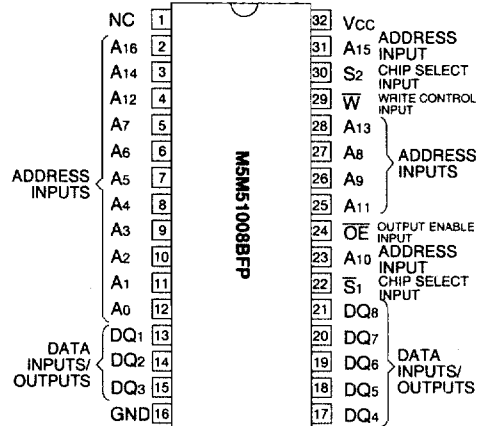 NC 1
A16 2
A14 3
A12 4
A7 5
A6 6
A5 7
A4 8
A3 9
A2 10
A1 11
A0 12
DQ1 13
DQ2 14
DQ3 15
GND 16
ADDRESS
INPUTS
DATA
INPUTS/
OUTPUTS
M5M51008BFP
32 VCC
31 A15 ADDRESS
INPUT
30 S2 CHIP SELECT
INPUT
29 W̅ WRITE CONTROL
INPUT
28 A13
27 A8
26 A9
25 A11
ADDRESS
INPUTS
24 O̅E̅ OUTPUT ENABLE
INPUT
23 A10 ADDRESS
INPUT
22 S̅1 CHIP SELECT
INPUT
21 DQ8
20 DQ7
19 DQ6
18 DQ5
17 DQ4
DATA
INPUTS/
OUTPUTS